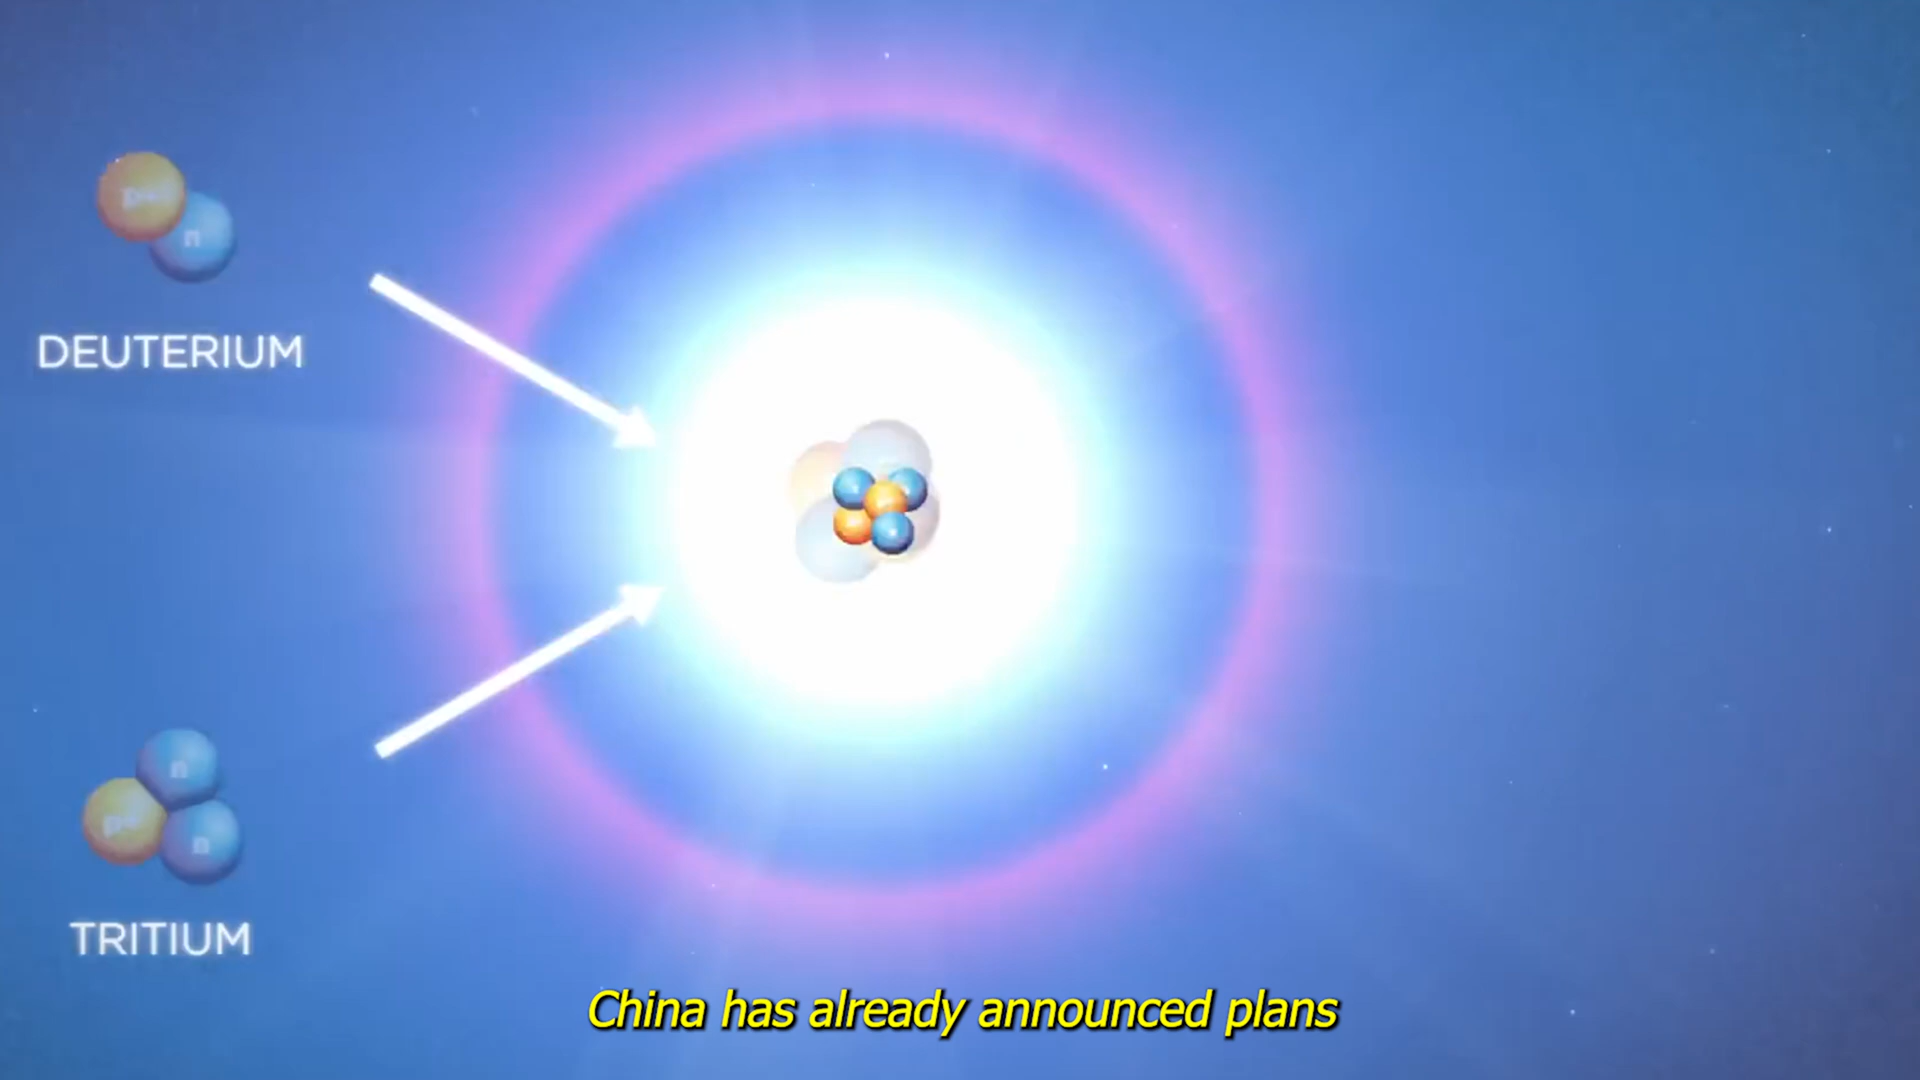 p+
n
DEUTERIUM
n
p+
n
TRITIUM
China has already announced plans